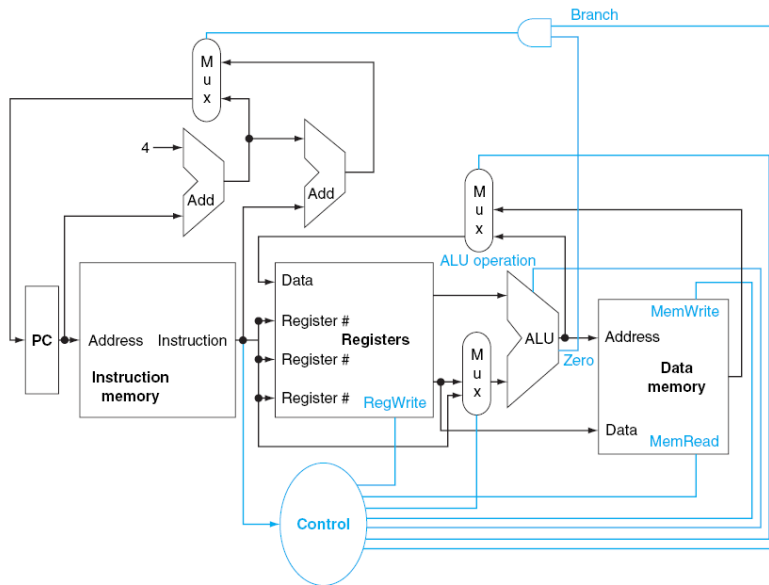 Branch
M
u
x
4
Add
Add
M
u
x
ALU operation
Data
Register #
Registers
Register #
Register #
RegWrite
PC
Address
Instruction
Instruction
memory
M
u
x
ALU
Zero
MemWrite
Address
Data
memory
Data
MemRead
Control